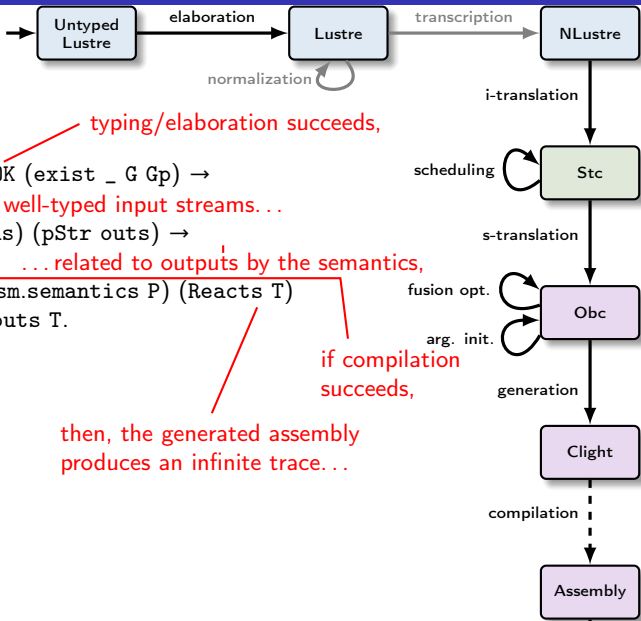 Untyped
Lustre
elaboration
Lustre
transcription
NLustre
normalization
i-translation
typing/elaboration succeeds,
OK (exist _ G Gp) →
scheduling
Stc
well-typed input streams...
s) (pStr outs) →
s-translation
...related to outputs by the semantics,
sm.semantics P) (Reacts T)
fusion opt.
outs T.
Obc
arg. init.
if compilation
succeeds,
generation
then, the generated assembly
produces an infinite trace...
Clight
compilation
Assembly